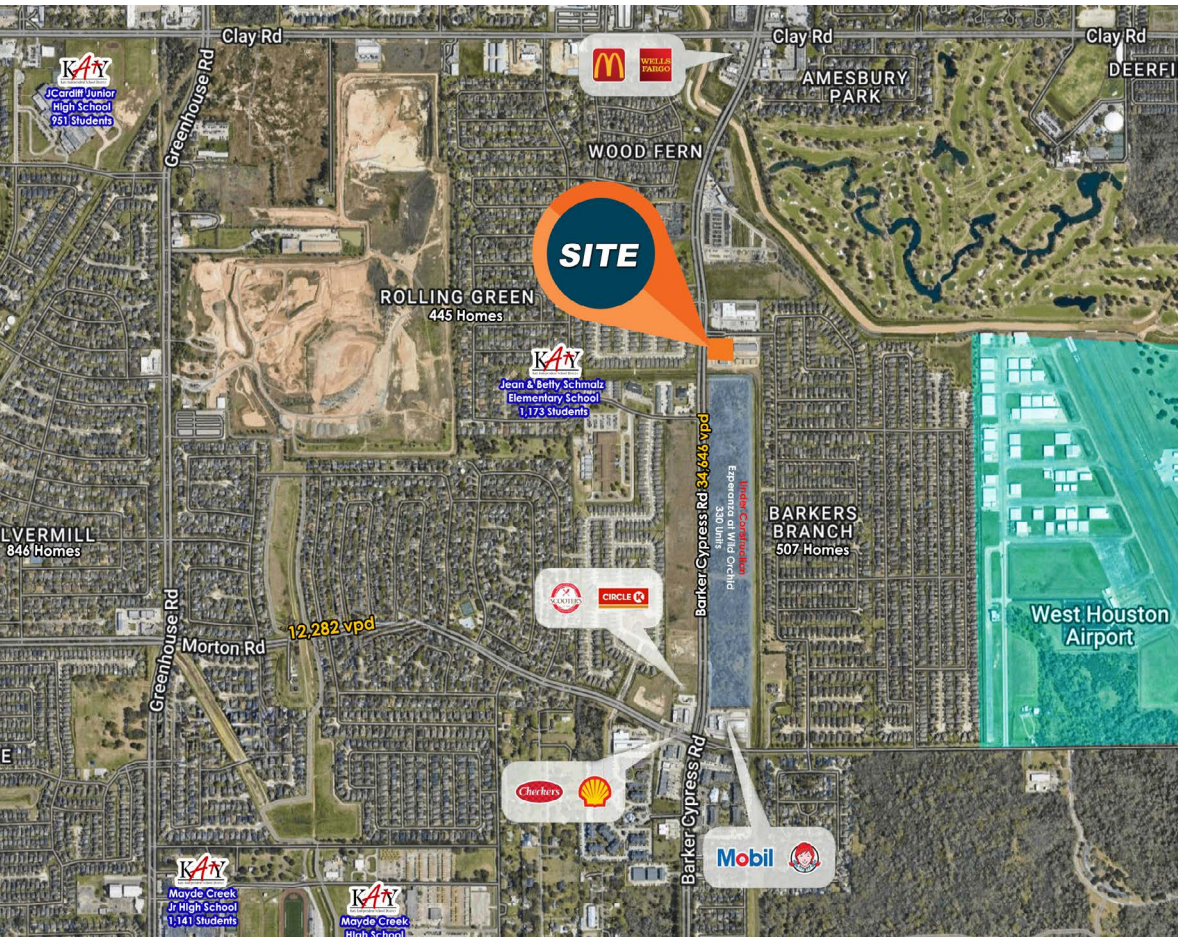 Clay Rd
Clay Rd
Clay Rd
Greenhouse Rd
KATY
JCardiff Junior
High School
951 Students
WELLS
FARGO
AMESBURY
PARK
DEERFI
WOOD FERN
SITE
ROLLING GREEN
445 Homes
KATY
Jean & Betty Schmalz
Elementary School
1,173 Students
Barker Cypress Rd 34,646 vpd
Under Construction
Ezperanza at Wild Orchid
330 Units
BARKERS
BRANCH
507 Homes
LVERMILL
846 Homes
SCOOTER'S
CIRCLE K
West Houston
Airport
Greenhouse Rd
Morton Rd
12,282 vpd
E
Barker Cypress Rd
Checkers
Mobil
KATY
Mayde Creek
Jr High School
1,141 Students
KATY
Mayde Creek
High School